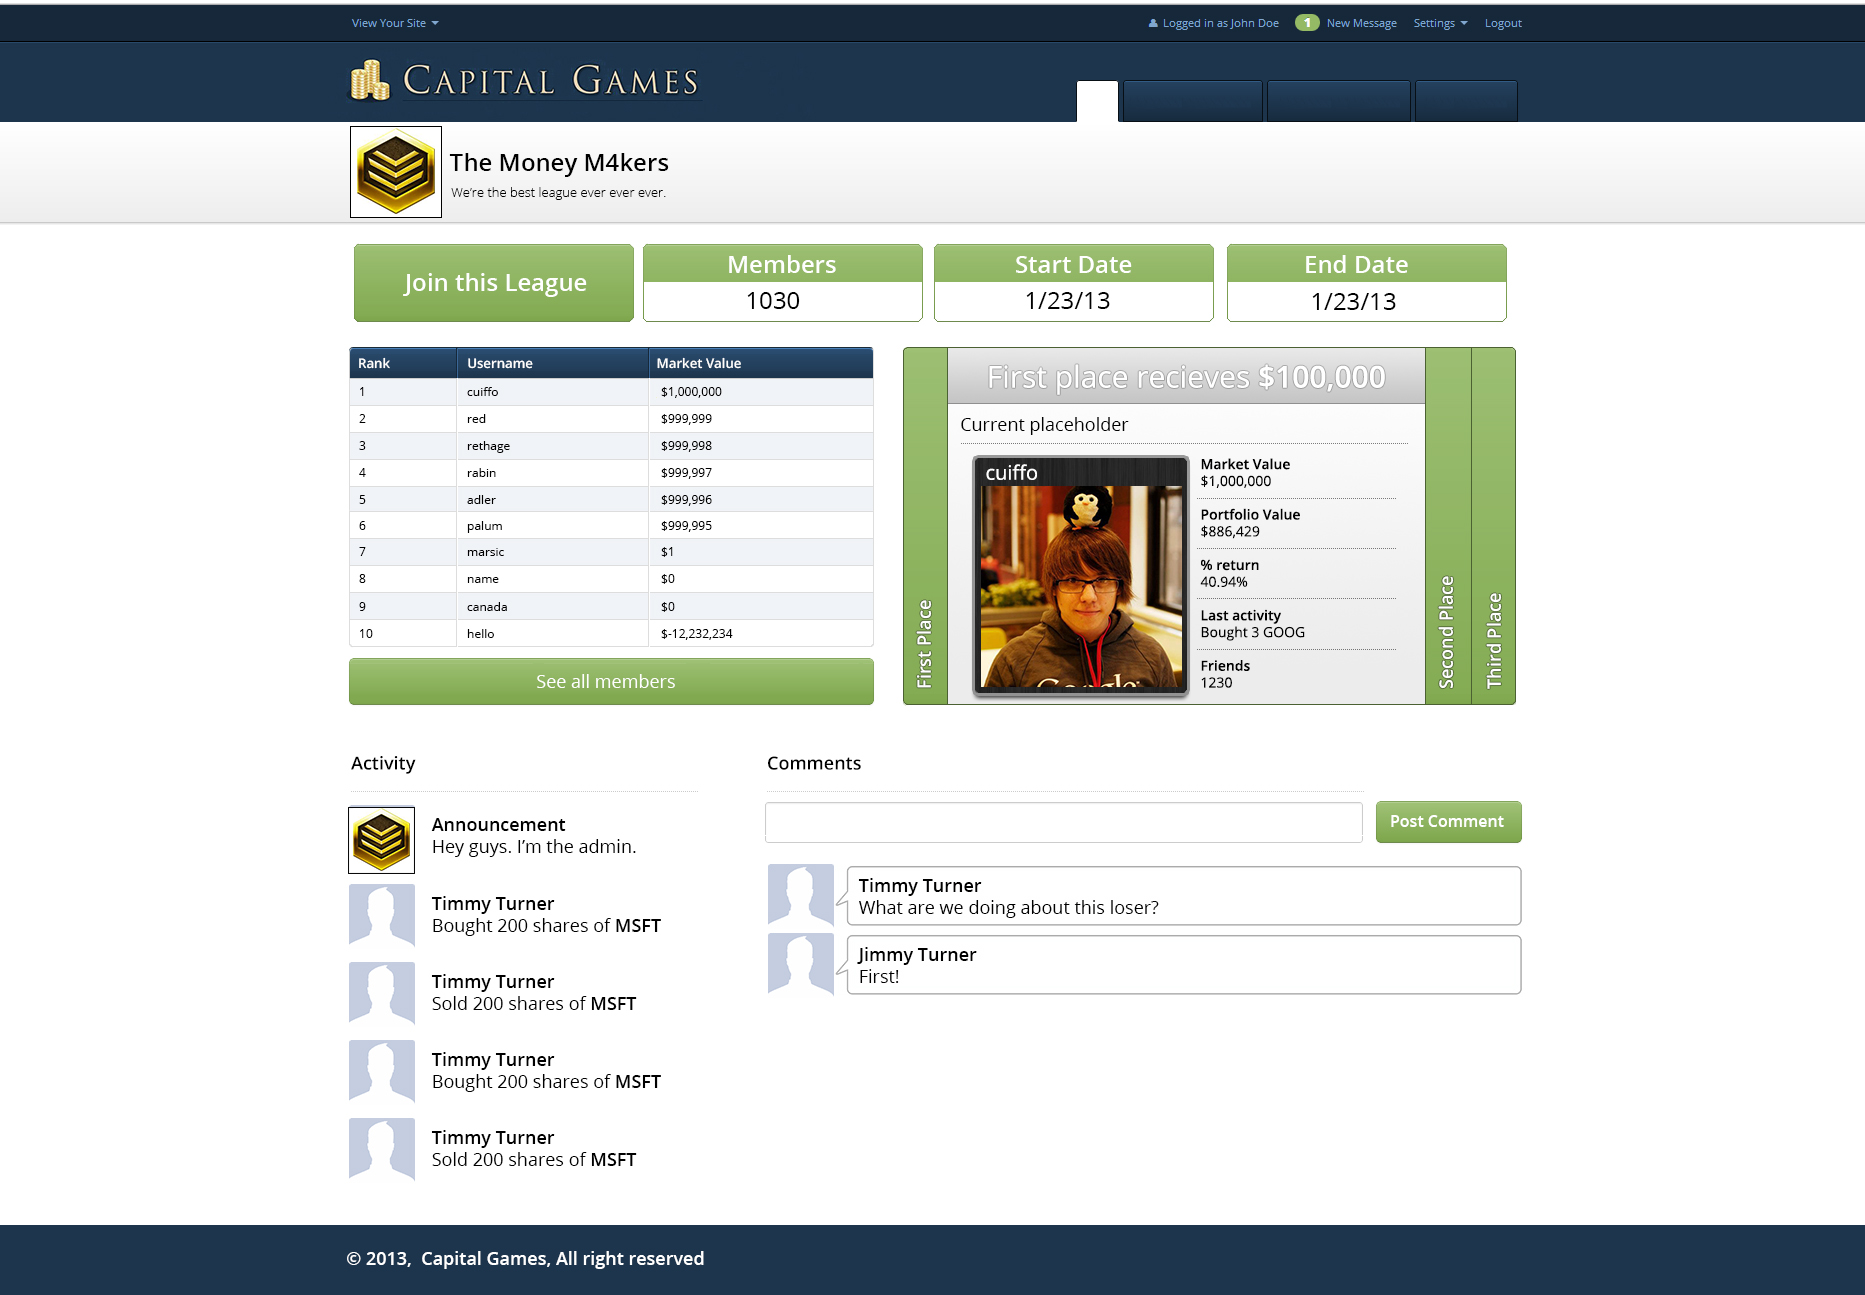 View Your Site
Logged in as John Doe
1 New Message
Settings
Logout
CAPITAL GAMES
The Money M4kers
We're the best league ever ever ever.
Join this League
Members
1030
Start Date
1/23/13
End Date
1/23/13
Rank Username Market Value
1 cuiffo $1,000,000
2 red $999,999
3 rethage $999,998
4 rabin $999,997
5 adler $999,996
6 palum $999,995
7 marsic $1
8 name $0
9 canada $0
10 hello $-12,232,234
See all members
First Place
First place recieves $100,000
Current placeholder
cuiffo
Google
Market Value
$1,000,000
Portfolio Value
$886,429
% return
40.94%
Last activity
Bought 3 GOOG
Friends
1230
Second Place
Third Place
Activity
Announcement
Hey guys. I'm the admin.
Timmy Turner
Bought 200 shares of MSFT
Timmy Turner
Sold 200 shares of MSFT
Timmy Turner
Bought 200 shares of MSFT
Timmy Turner
Sold 200 shares of MSFT
Comments
Post Comment
Timmy Turner
What are we doing about this loser?
Jimmy Turner
First!
© 2013, Capital Games, All right reserved